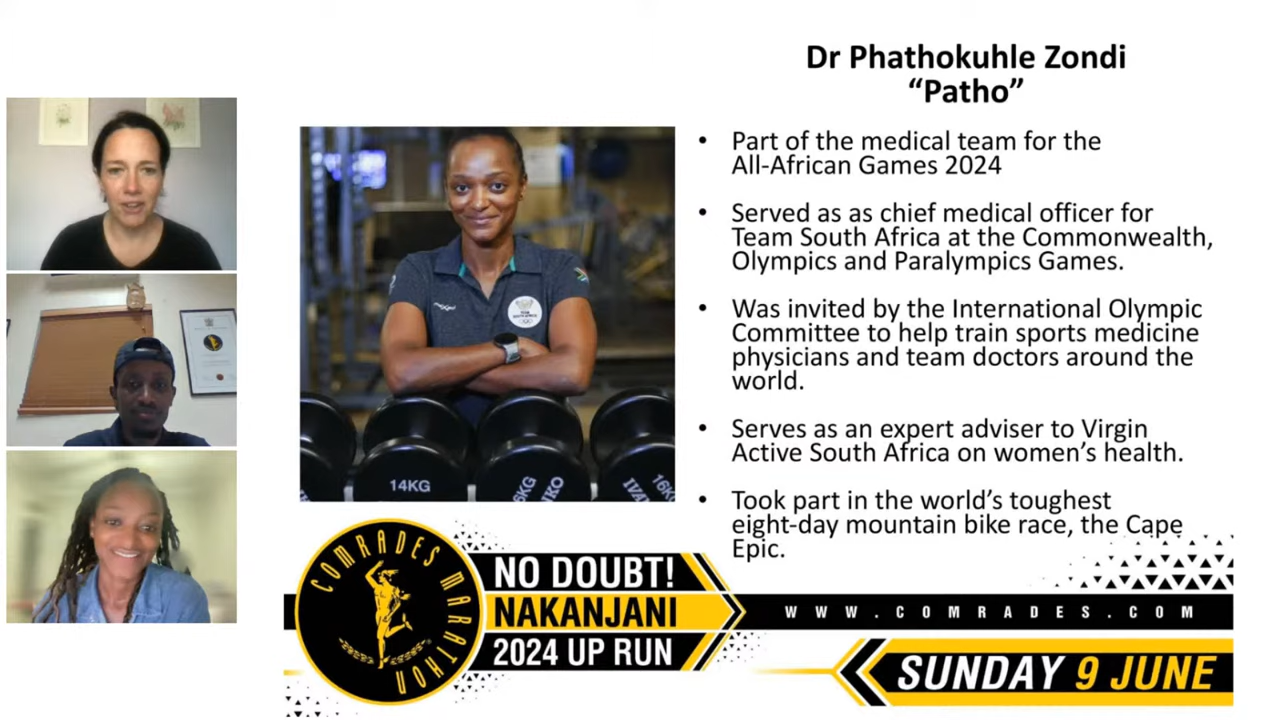 Dr Phathokuhle Zondi
“Patho”
• Part of the medical team for the
All-African Games 2024
• Served as as chief medical officer for
Team South Africa at the Commonwealth,
Olympics and Paralympics Games.
• Was invited by the International Olympic
Committee to help train sports medicine
physicians and team doctors around the
world.
• Serves as an expert adviser to Virgin
Active South Africa on women’s health.
• Took part in the world’s toughest
eight-day mountain bike race, the Cape
Epic.
TEAM
SOUTH AFRICA
14KG
16KG
COMRADES MARATHON
NO DOUBT!
NAKANJANI
2024 UP RUN
WWW.COMRADES.COM
SUNDAY 9 JUNE